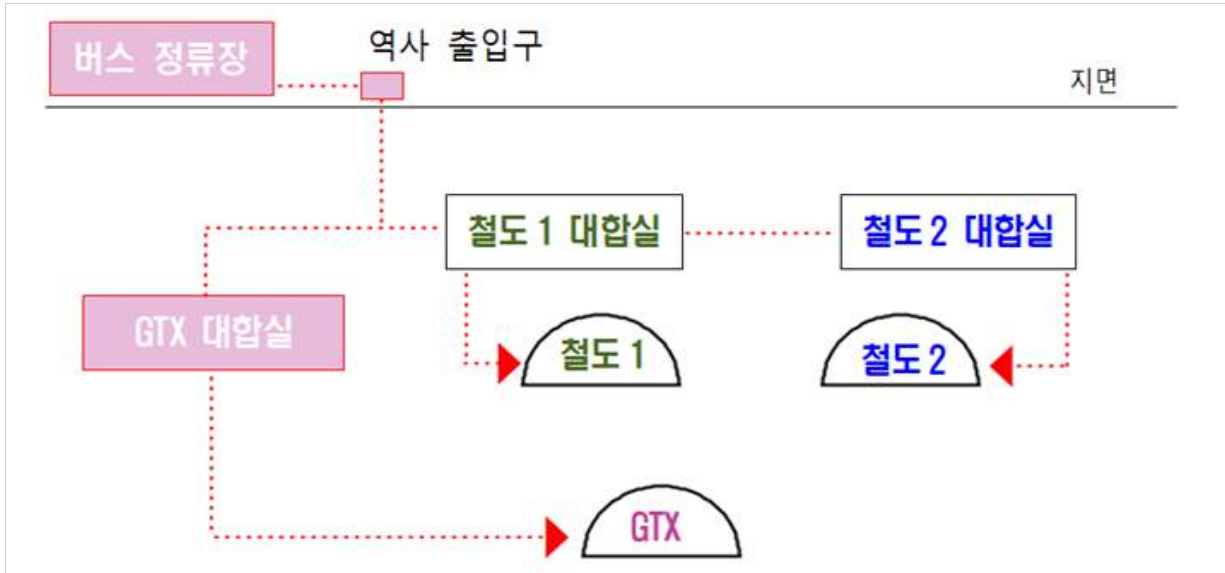 버스 정류장
역사 출입구
지면
철도1 대합실
철도2 대합실
GTX 대합실
철도1
철도2
GTX